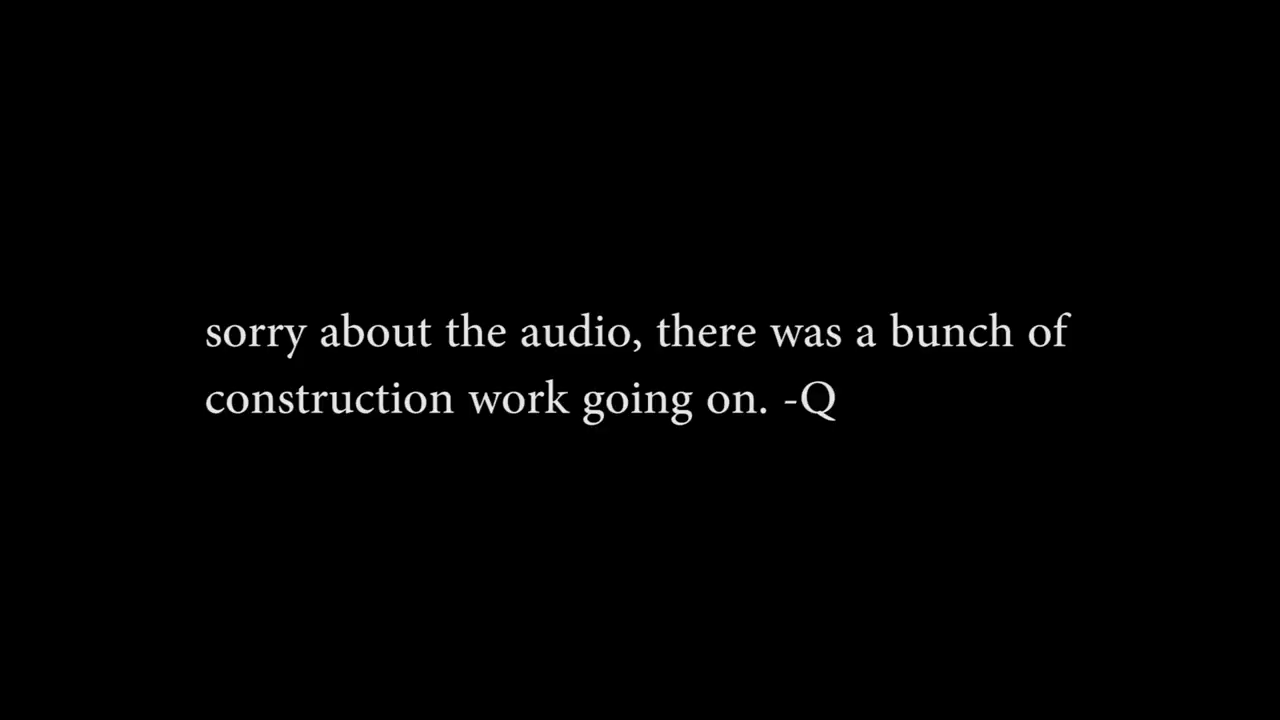 sorry about the audio, there was a bunch of
construction work going on. -Q